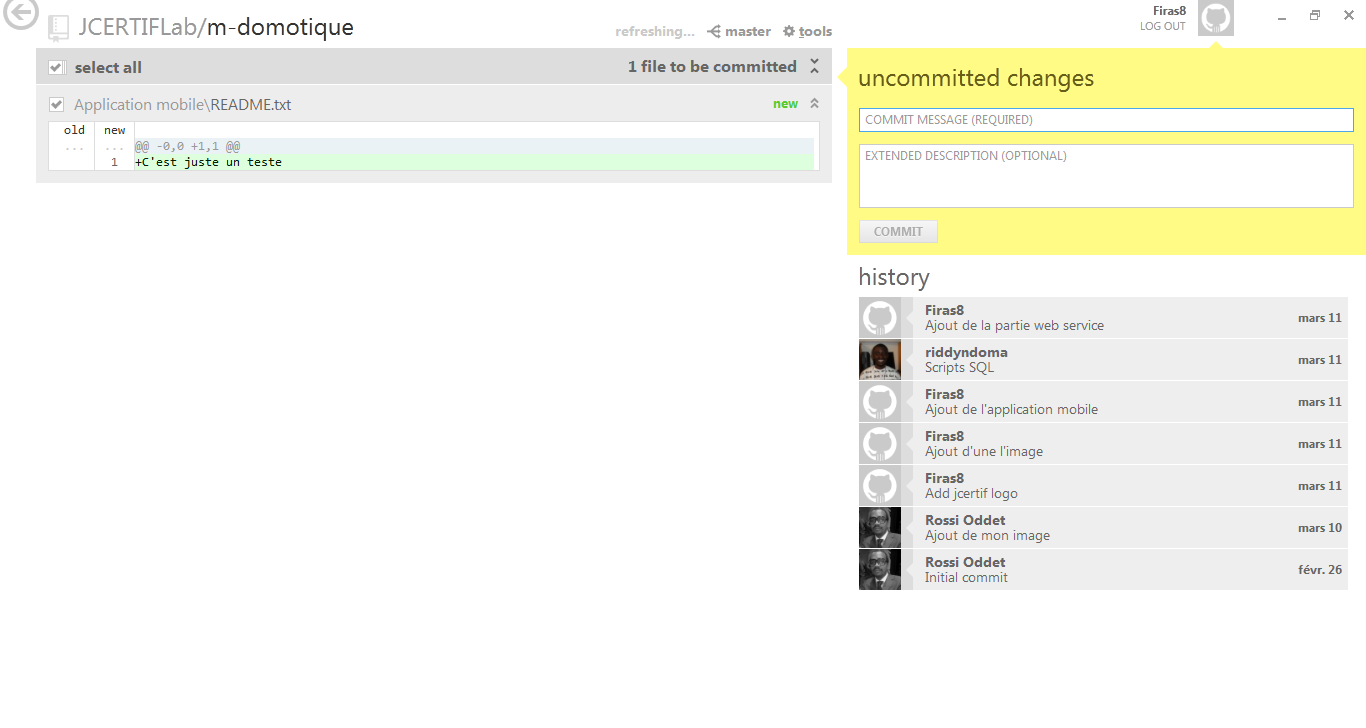 JCERTIFLab/m-domotique
refreshing... master tools
Firas8
LOG OUT
select all 1 file to be committed
Application mobile\README.txt new
old new
... ... @@ -0,0 +1,1 @@
1 +C'est juste un teste
uncommitted changes
COMMIT MESSAGE (REQUIRED)
EXTENDED DESCRIPTION (OPTIONAL)
COMMIT
history
Firas8
Ajout de la partie web service mars 11
riddyndoma
Scripts SQL mars 11
Firas8
Ajout de l'application mobile mars 11
Firas8
Ajout d'une l'image mars 11
Firas8
Add jcertif logo mars 11
Rossi Oddet
Ajout de mon image mars 10
Rossi Oddet
Initial commit févr. 26